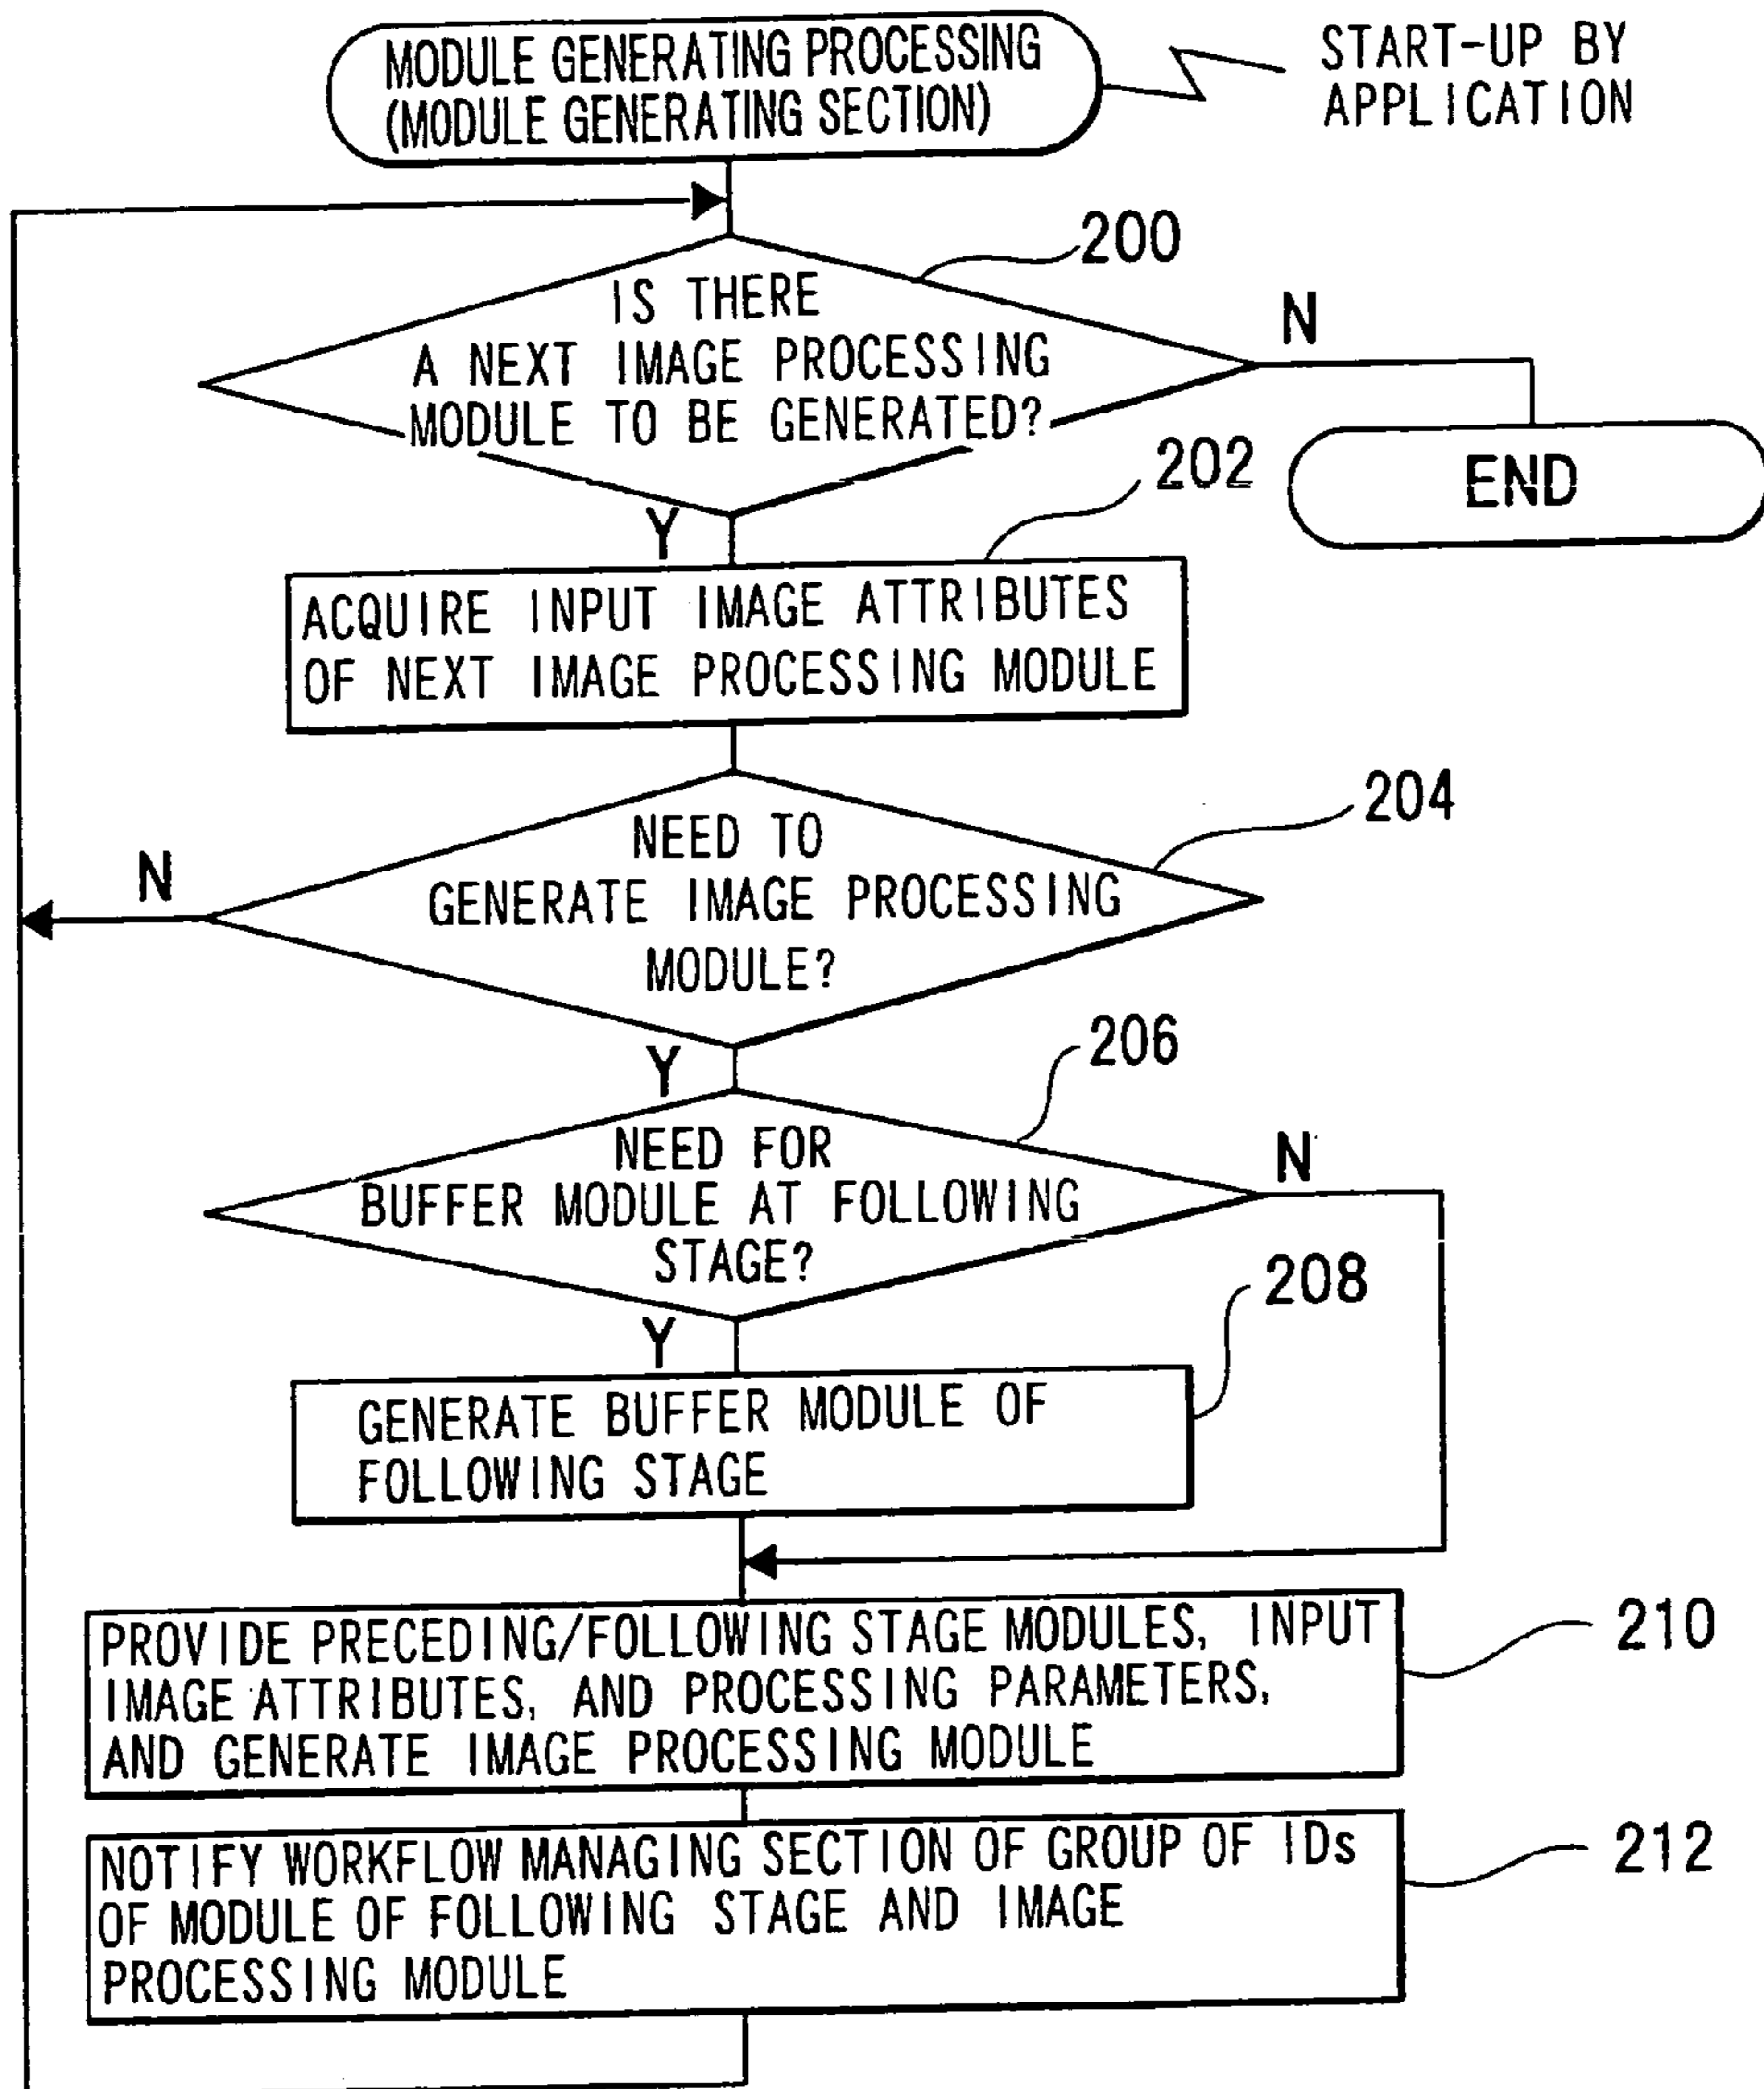 MODULE GENERATING PROCESSING
(MODULE GENERATING SECTION)
START-UP BY
APPLICATION
200
IS THERE
A NEXT IMAGE PROCESSING
MODULE TO BE GENERATED?
N
END
202
Y
ACQUIRE INPUT IMAGE ATTRIBUTES
OF NEXT IMAGE PROCESSING MODULE
204
NEED TO
GENERATE IMAGE PROCESSING
MODULE?
N
Y
206
NEED FOR
BUFFER MODULE AT FOLLOWING
STAGE?
N
208
Y
GENERATE BUFFER MODULE OF
FOLLOWING STAGE
PROVIDE PRECEDING/FOLLOWING STAGE MODULES, INPUT
IMAGE ATTRIBUTES, AND PROCESSING PARAMETERS,
AND GENERATE IMAGE PROCESSING MODULE
210
NOTIFY WORKFLOW MANAGING SECTION OF GROUP OF IDs
OF MODULE OF FOLLOWING STAGE AND IMAGE
PROCESSING MODULE
212